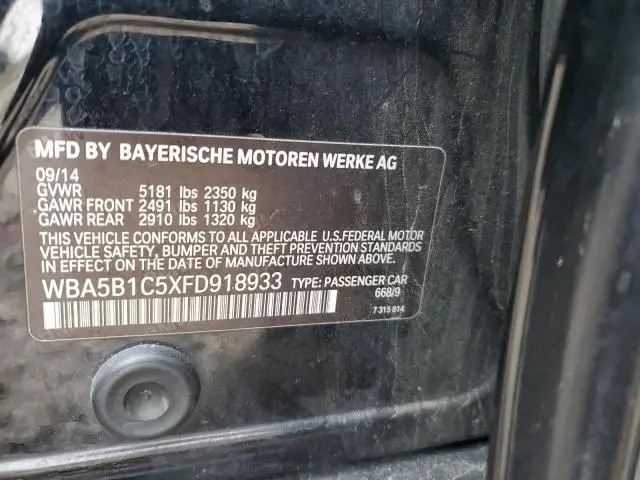 MFD BY BAYERISCHE MOTOREN WERKE AG
09/14
GVWR 5181 lbs 2350 kg
GAWR FRONT 2491 lbs 1130 kg
GAWR REAR 2910 lbs 1320 kg
THIS VEHICLE CONFORMS TO ALL APPLICABLE U.S.FEDERAL MOTOR
VEHICLE SAFETY, BUMPER AND THEFT PREVENTION STANDARDS
IN EFFECT ON THE DATE OF MANUFACTURE SHOWN ABOVE.
WBA5B1C5XFD918933 TYPE: PASSENGER CAR
668/9
7 315 814